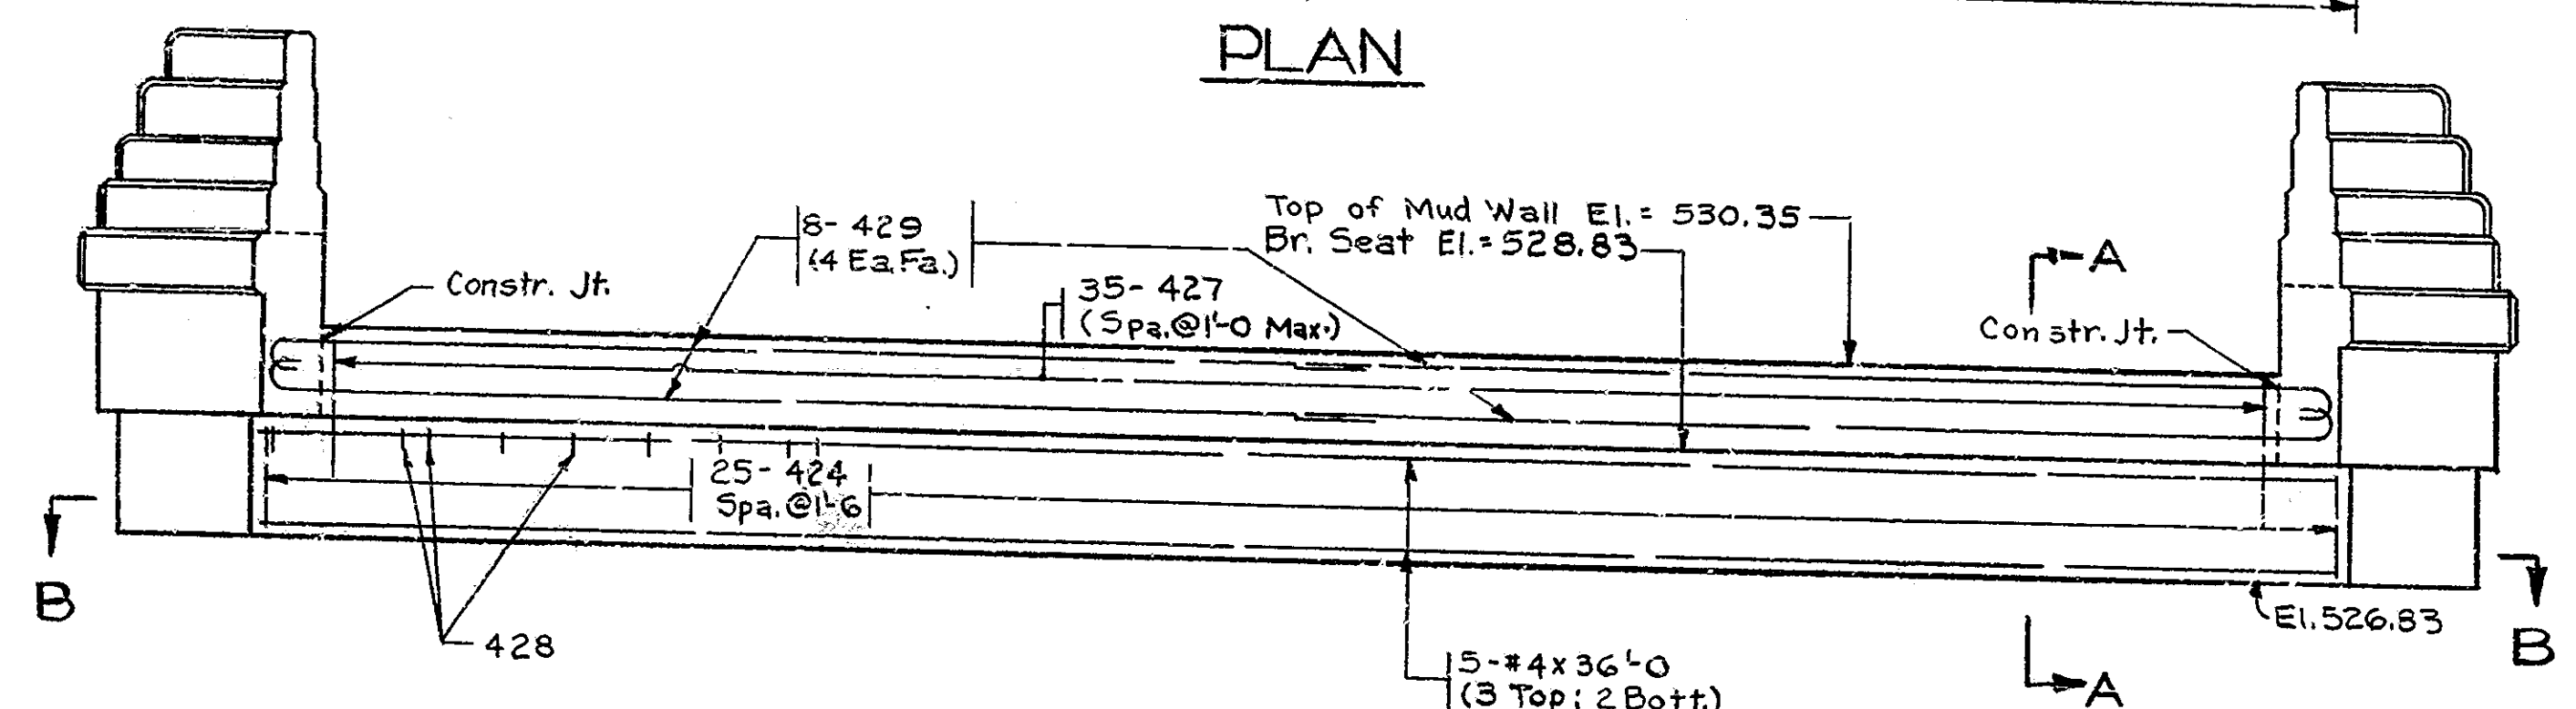 PLAN
8-429
(4 Ea. Fa.)
Top of Mud Wall El. = 530.35
Br. Seat El. = 528.83
A
Constr. Jt.
35-427
(Spa. @ 1'-0 Max.)
Constr. Jt.
25-424
Spa. @ 1'-6
B
428
El. 526.83
B
5-#4 x 36'-0
(3 Top; 2 Bott.)
A